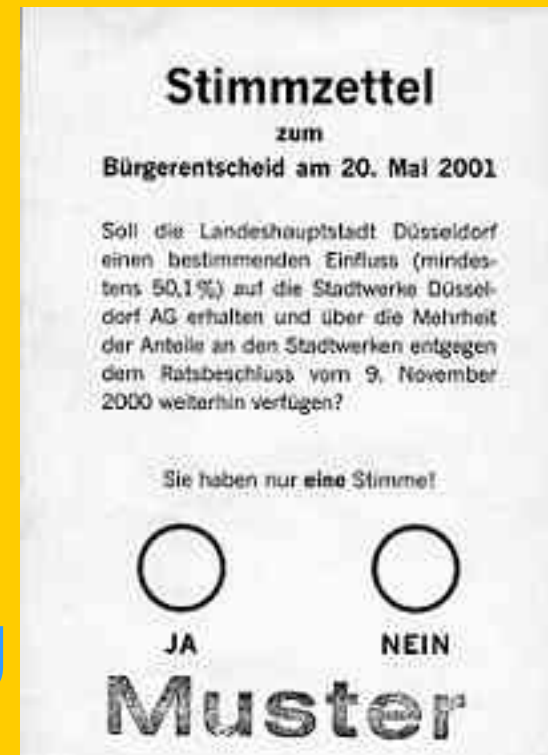 Stimmzettel
zum
Bürgerentscheid am 20. Mai 2001
Soll die Landeshauptstadt Düsseldorf
einen bestimmenden Einfluss (mindes-
tens 50,1%) auf die Stadtwerke Düssel-
dorf AG erhalten und über die Mehrheit
der Anteile an den Stadtwerken entgegen
dem Ratsbeschluss vom 9. November
2000 weiterhin verfügen?
Sie haben nur eine Stimme!
JA NEIN
Muster